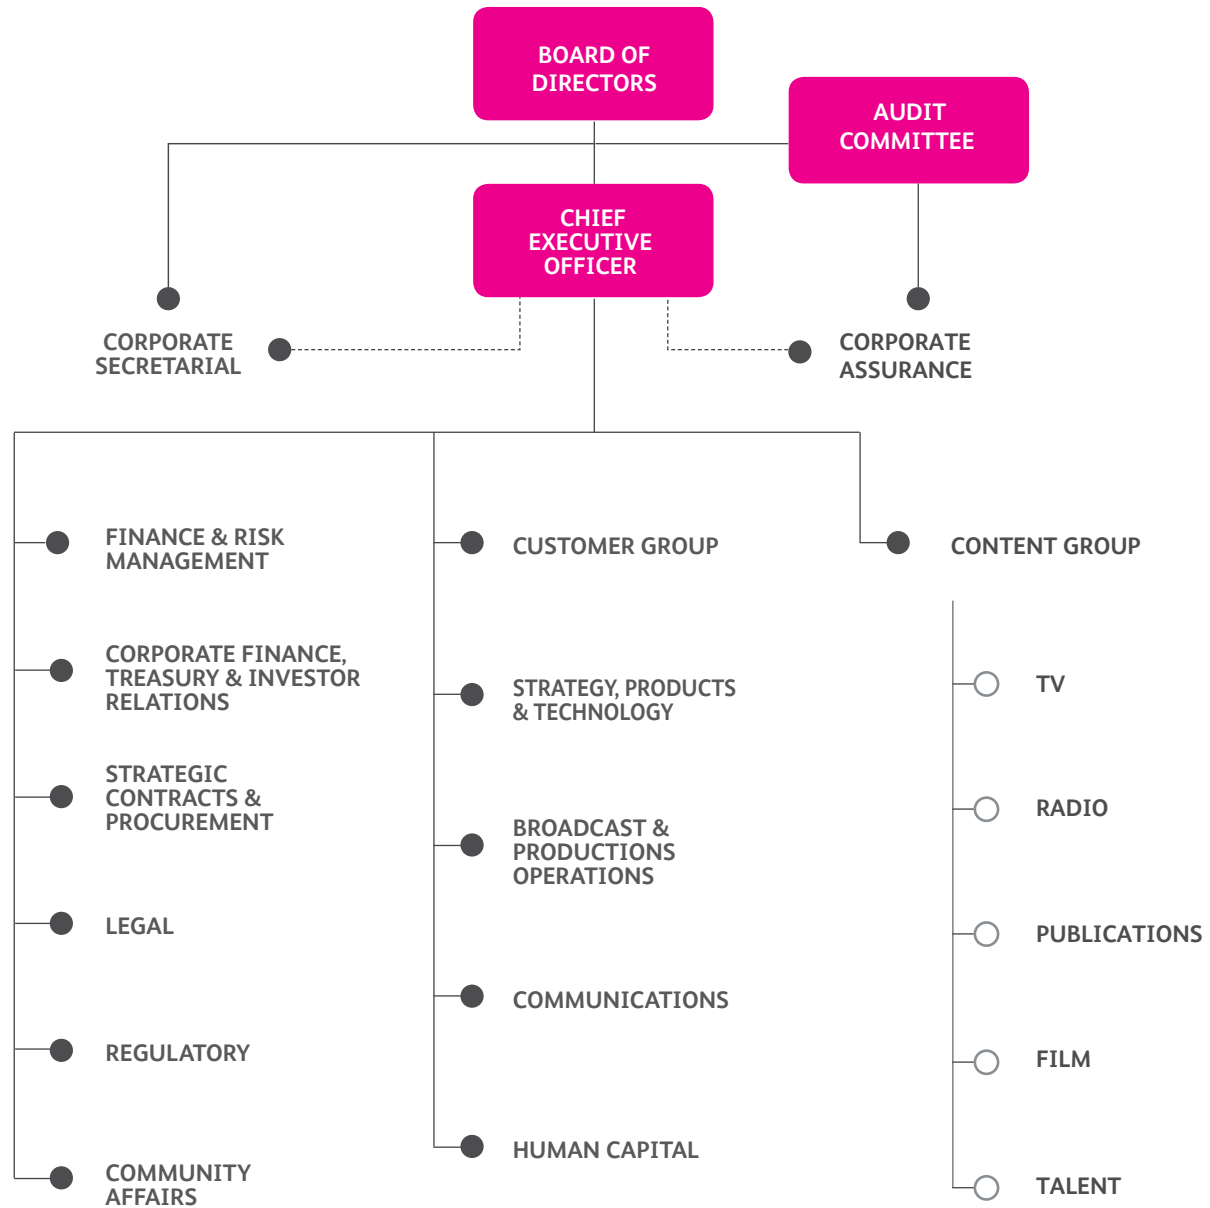 BOARD OF
DIRECTORS
AUDIT
COMMITTEE
CHIEF
EXECUTIVE
OFFICER
CORPORATE
SECRETARIAL
CORPORATE
ASSURANCE
FINANCE & RISK
MANAGEMENT
CORPORATE FINANCE,
TREASURY & INVESTOR
RELATIONS
STRATEGIC
CONTRACTS &
PROCUREMENT
LEGAL
REGULATORY
COMMUNITY
AFFAIRS
CUSTOMER GROUP
STRATEGY, PRODUCTS
& TECHNOLOGY
BROADCAST &
PRODUCTIONS
OPERATIONS
COMMUNICATIONS
HUMAN CAPITAL
CONTENT GROUP
TV
RADIO
PUBLICATIONS
FILM
TALENT